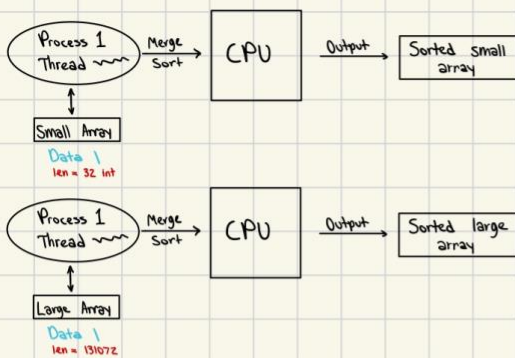 Process 1
Thread
Merge
Sort
CPU
Output
Sorted small
array
Small Array
Data 1
len = 32 int
Process 1
Thread
Merge
Sort
CPU
Output
Sorted large
array
Large Array
Data 1
len = 131072